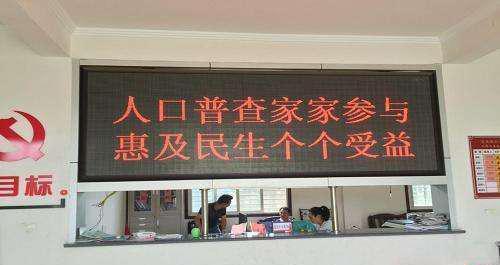 人口普查家家参与
惠及民生个个受益
目标